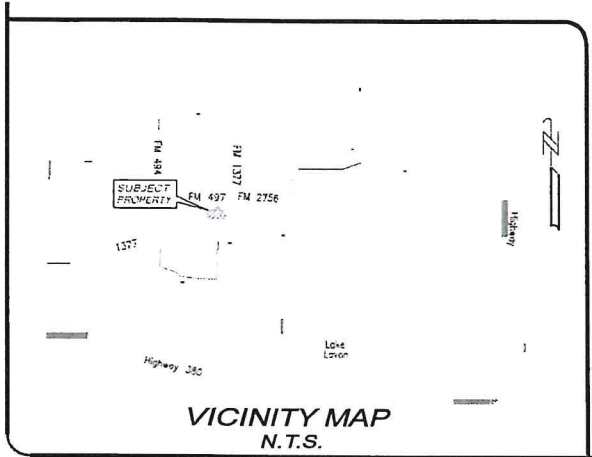 FM 494
FM 1377
SUBJECT
PROPERTY
FM 497 FM 2756
Highway
1377
Lake
Lavon
Highway 380
VICINITY MAP
N.T.S.